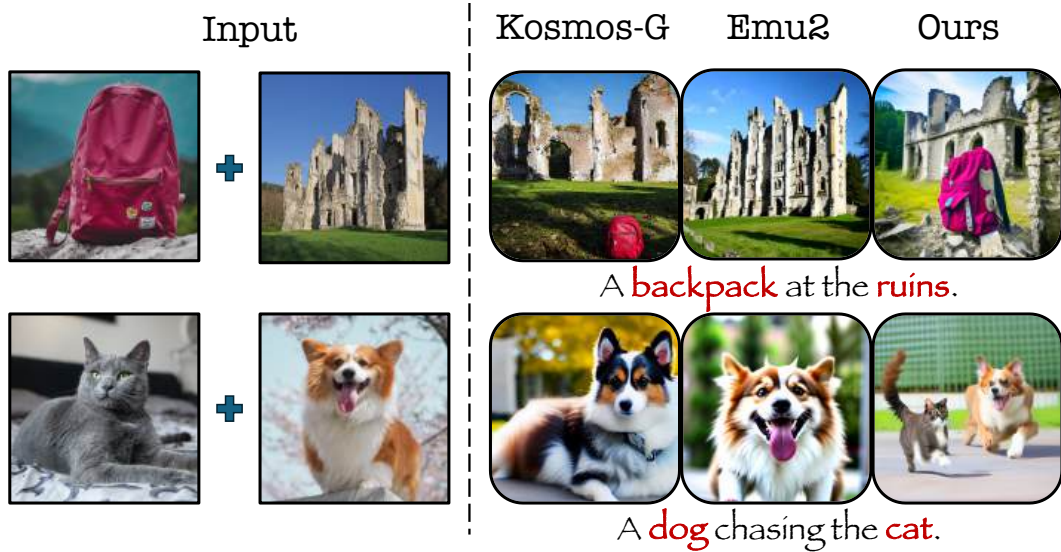 Input
Kosmos-G Emu2 Ours
A backpack at the ruins.
A dog chasing the cat.